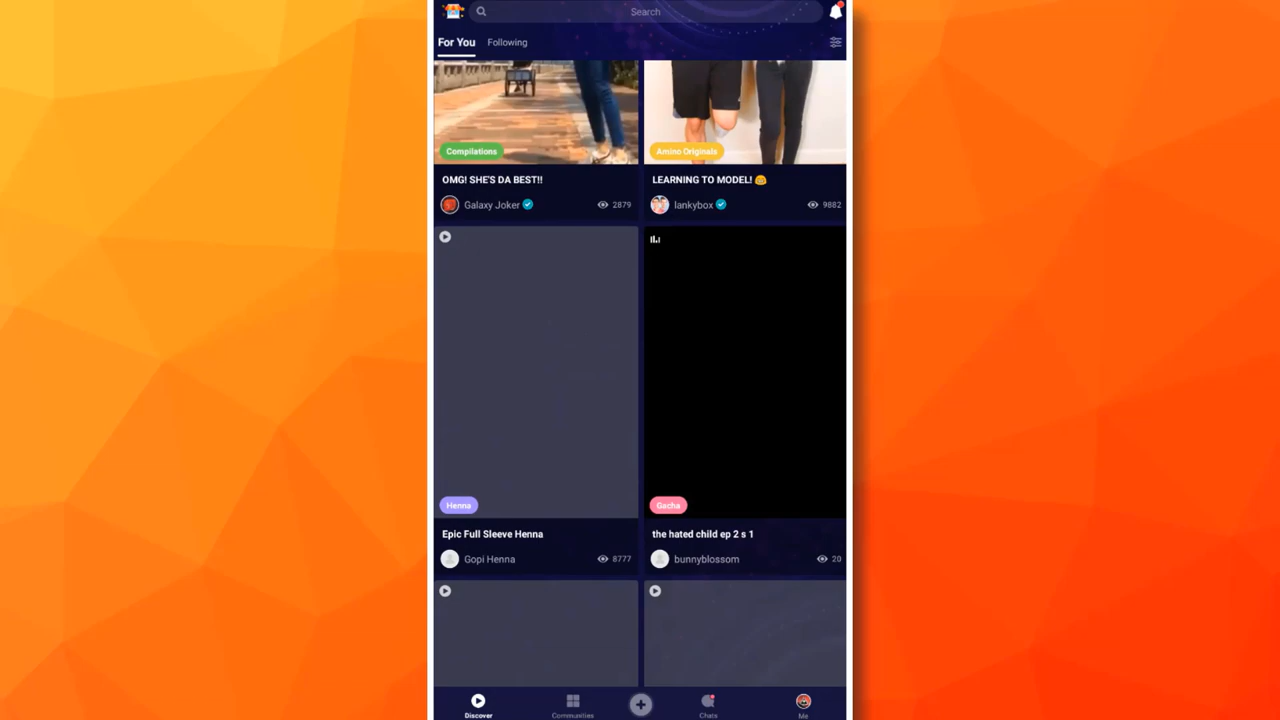 Search
For You
Following
Compilations
Amino Originals
OMG! SHE'S DA BEST!!
LEARNING TO MODEL! 🤗
Galaxy Joker
2879
lankybox
9882
Henna
Gacha
Epic Full Sleeve Henna
the hated child ep 2 s 1
Gopi Henna
8777
bunnyblossom
20
Discover
Communities
Chats
Me